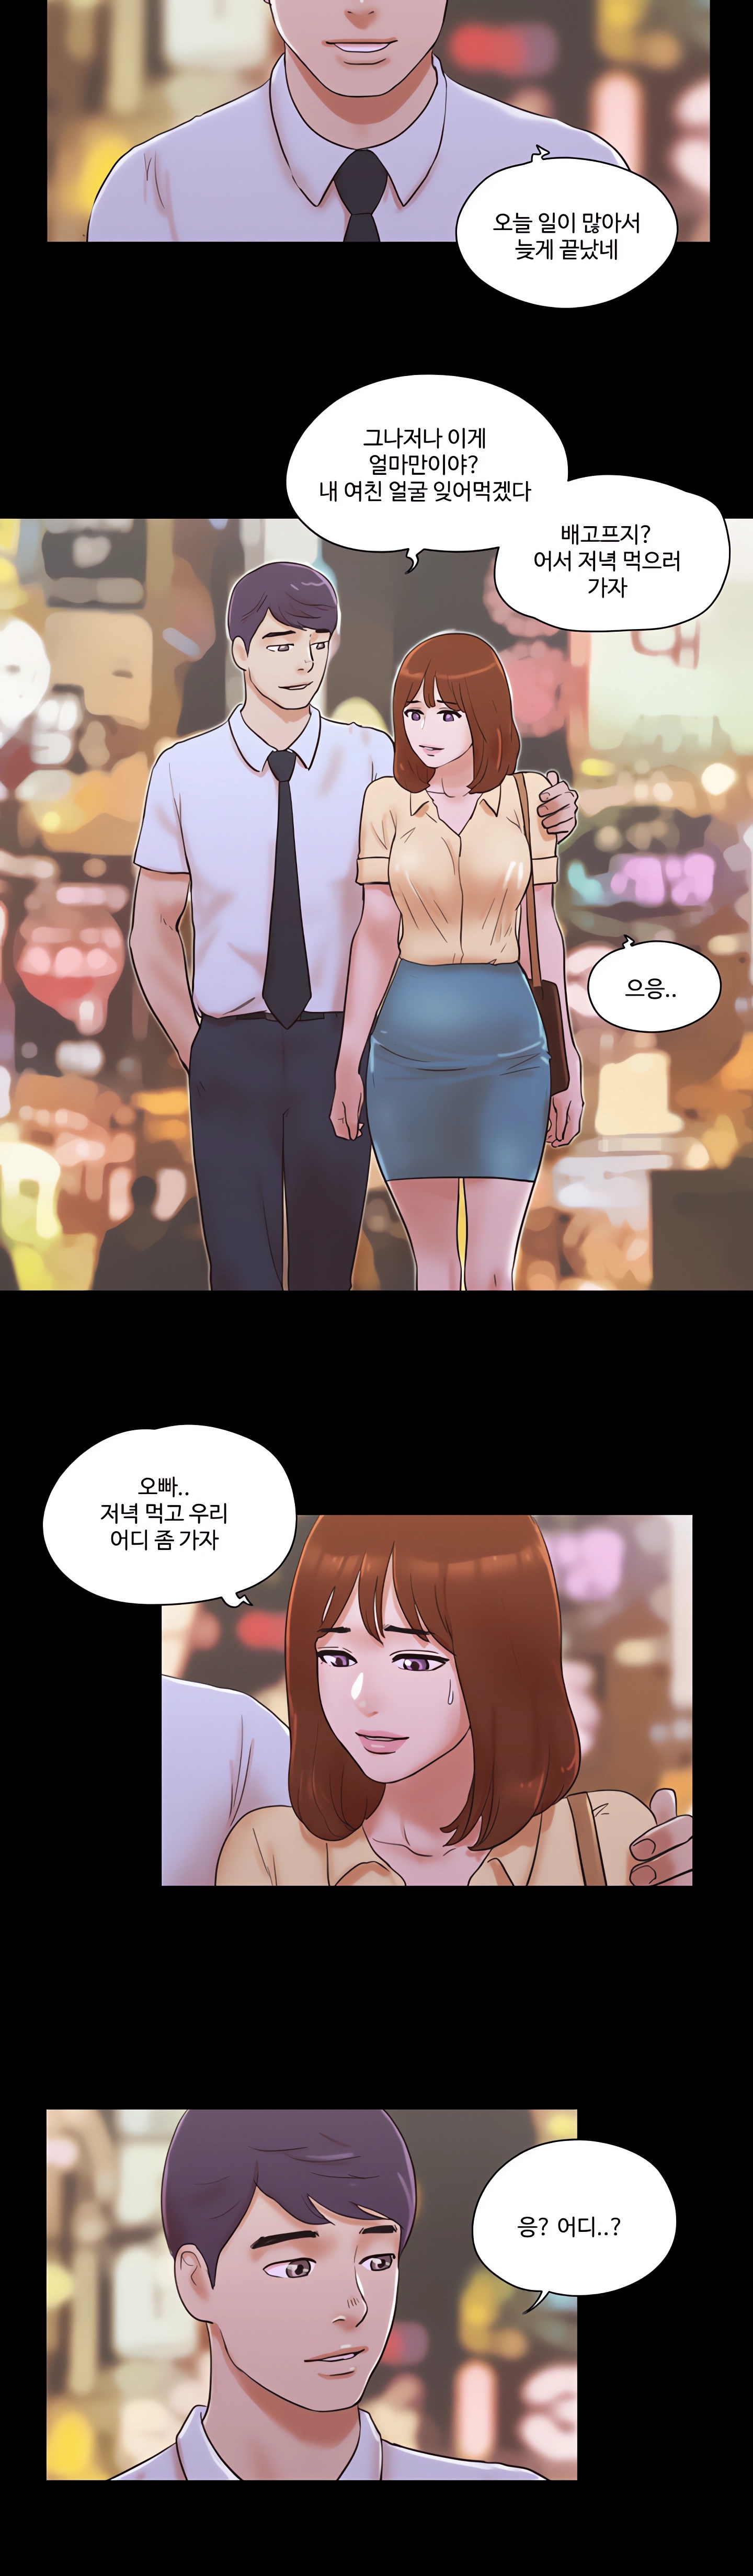 오늘 일이 많아서
늦게 끝났네
그나저나 이게
얼마만이야?
내 여친 얼굴 잊어먹겠다
배고프지?
어서 저녁 먹으러
가자
으응..
오빠..
저녁 먹고 우리
어디 좀 가자
응? 어디..?